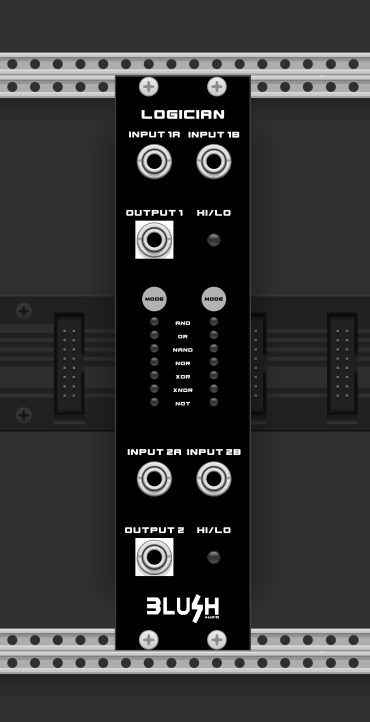 LOGICIAN
INPUT 1A INPUT 1B
OUTPUT 1 HI/LO
MODE MODE
AND
OR
NAND
NOR
XOR
XNOR
NOT
INPUT 2A INPUT 2B
OUTPUT 2 HI/LO
BLUSH
AUDIO